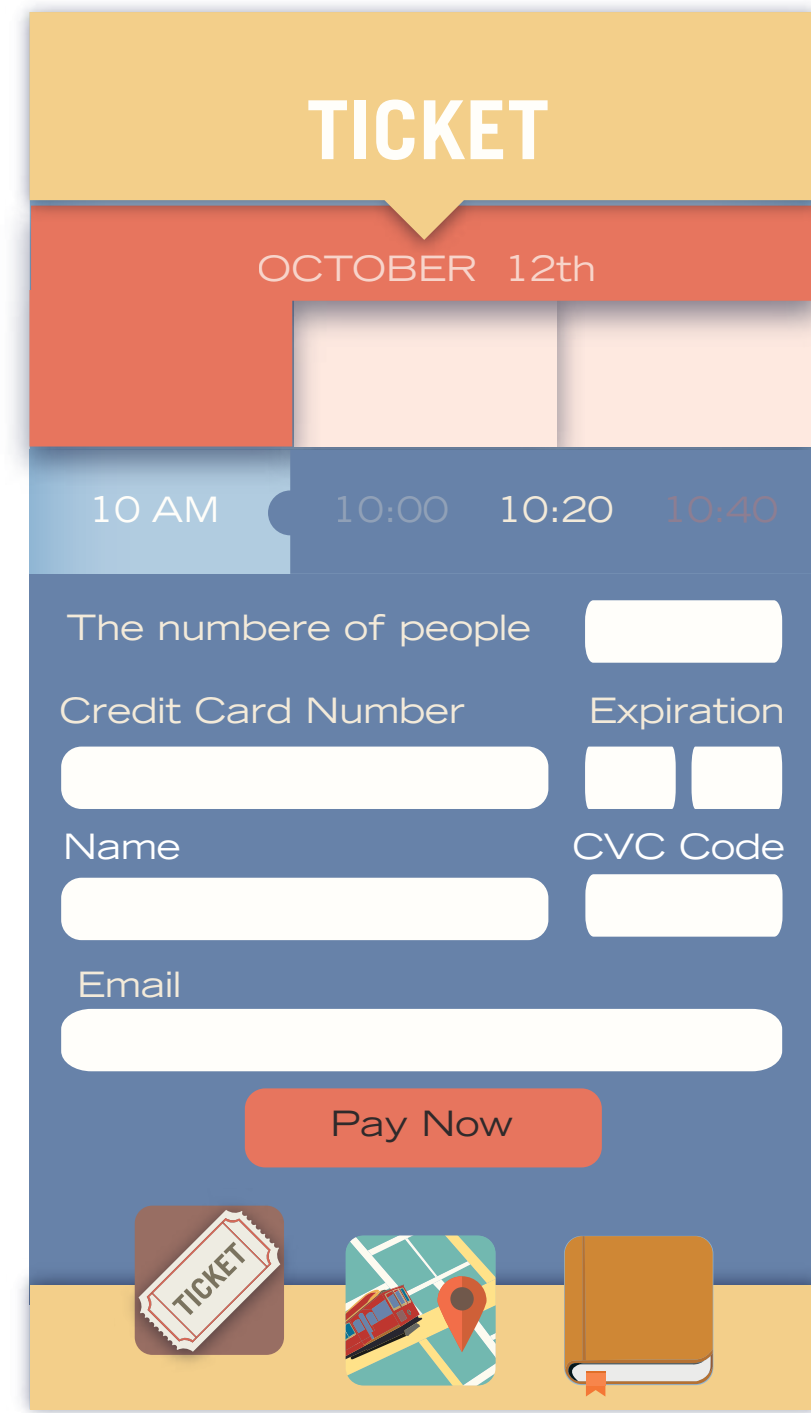 TICKET
OCTOBER 12th
10 AM 10:00 10:20 10:40
The numbere of people
Credit Card Number Expiration
Name CVC Code
Email
Pay Now
TICKET